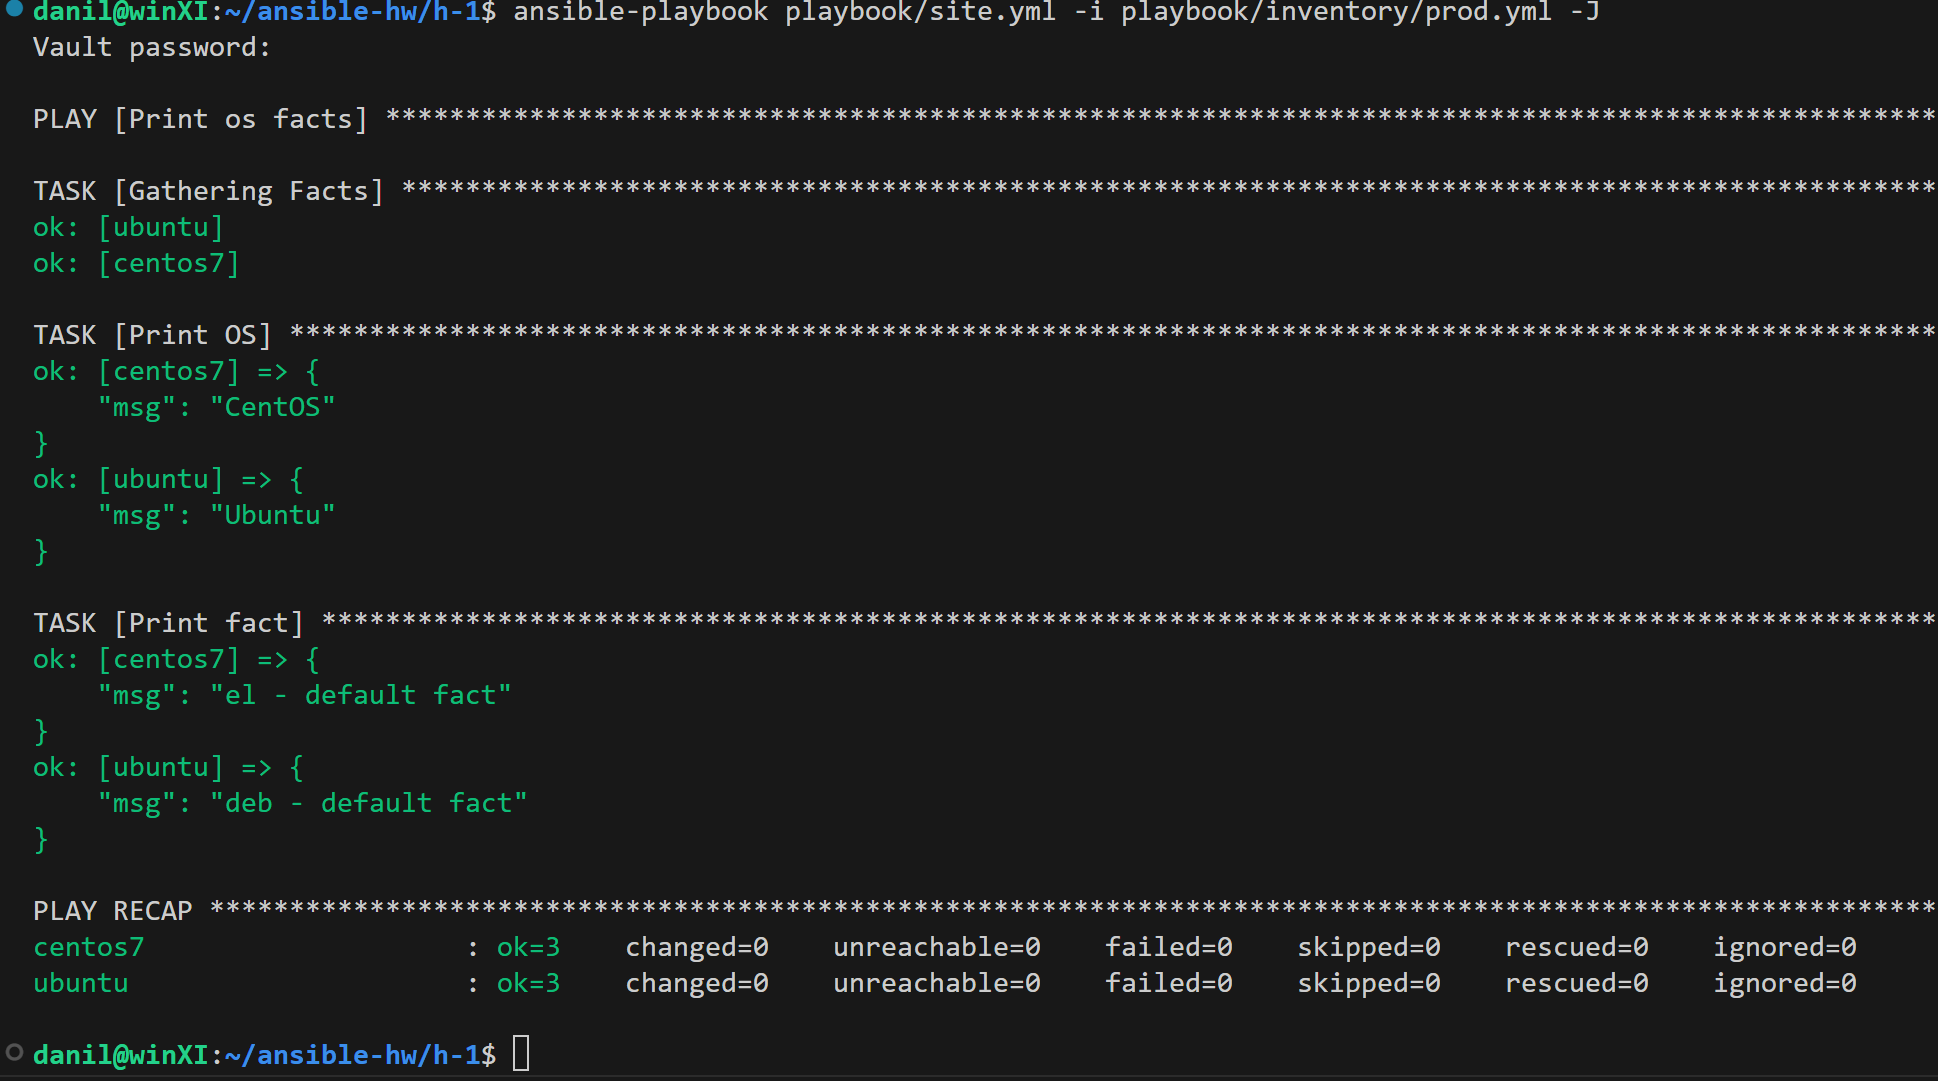 danil@winXI:~/ansible-hw/h-1$ ansible-playbook playbook/site.yml -i playbook/inventory/prod.yml -J
Vault password:
PLAY [Print os facts] *************************************************************************************************
TASK [Gathering Facts] ************************************************************************************************
ok: [ubuntu]
ok: [centos7]
TASK [Print OS] *******************************************************************************************************
ok: [centos7] => {
    "msg": "CentOS"
}
ok: [ubuntu] => {
    "msg": "Ubuntu"
}
TASK [Print fact] *****************************************************************************************************
ok: [centos7] => {
    "msg": "el - default fact"
}
ok: [ubuntu] => {
    "msg": "deb - default fact"
}
PLAY RECAP ************************************************************************************************************
centos7                    : ok=3    changed=0    unreachable=0    failed=0    skipped=0    rescued=0    ignored=0
ubuntu                     : ok=3    changed=0    unreachable=0    failed=0    skipped=0    rescued=0    ignored=0
danil@winXI:~/ansible-hw/h-1$